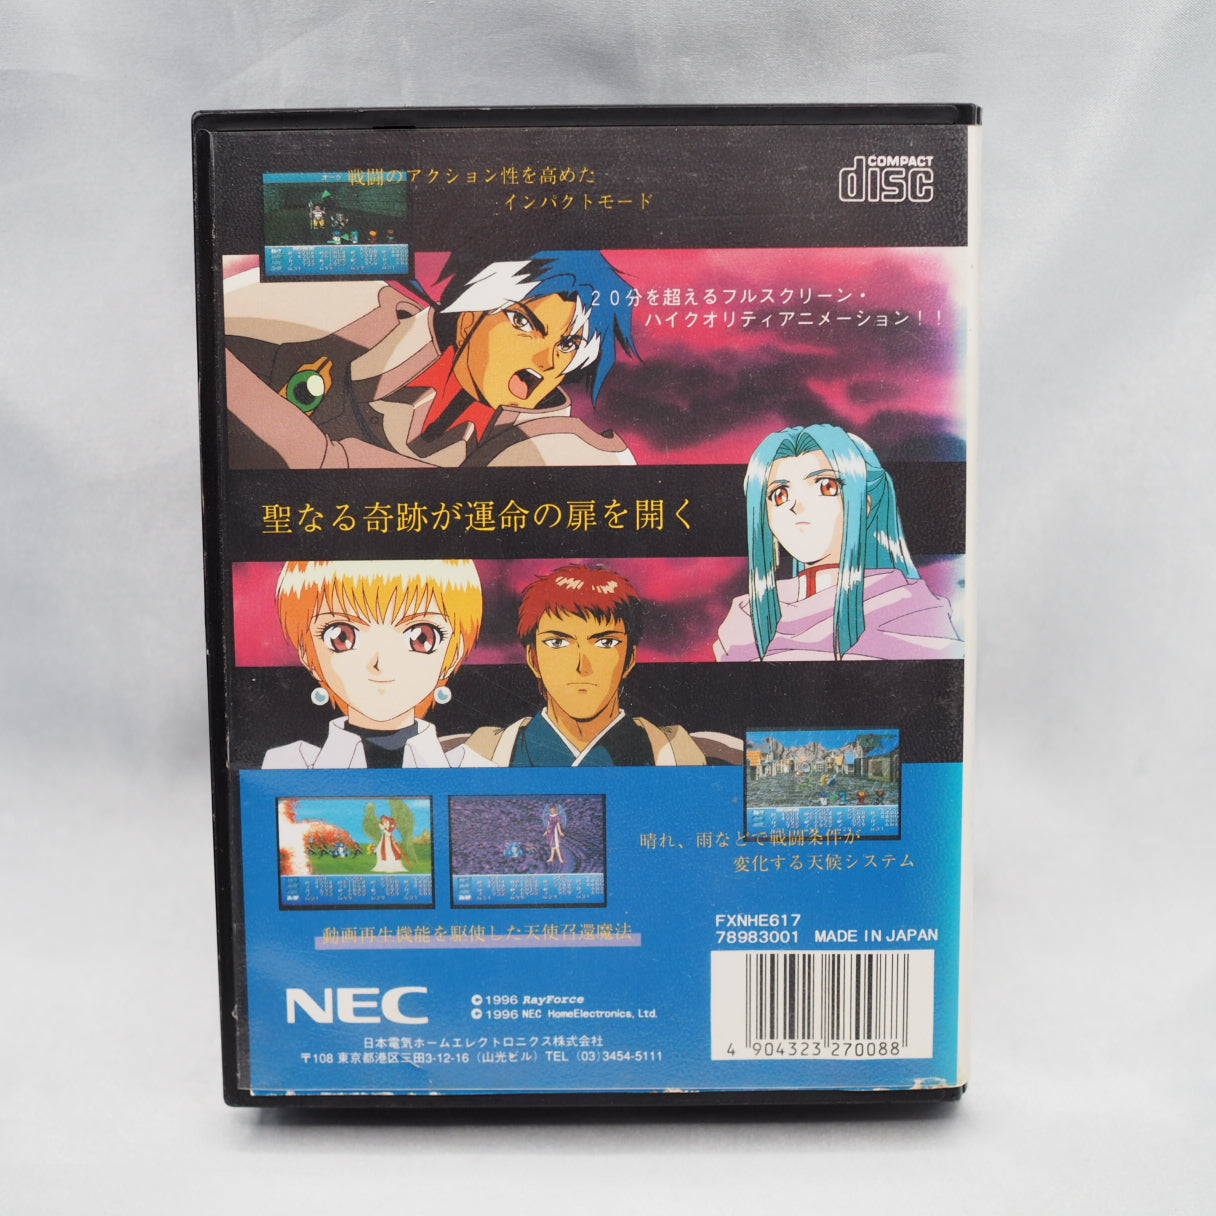 COMPACT
disc
オーク
戦闘のアクション性を高めた
インパクトモード
20分を超えるフルスクリーン・
ハイクオリティアニメーション！！
聖なる奇跡が運命の扉を開く
晴れ、雨などで戦闘条件が
変化する天候システム
動画再生機能を駆使した天使召還魔法
FXNHE617
78983001 MADE IN JAPAN
NEC
©1996 RayForce
©1996 NEC HomeElectronics, Ltd.
日本電気ホームエレクトロニクス株式会社
〒108 東京都港区三田3-12-16（山光ビル）TEL（03）3454-5111
4 904323 270088